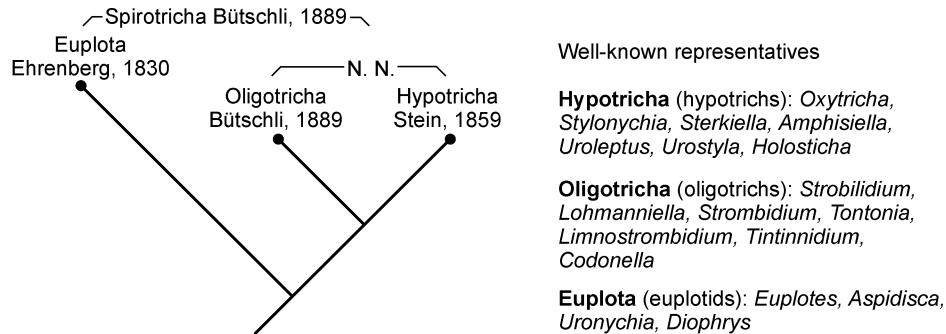 Spirotricha Bütschli, 1889
Euplota
Ehrenberg, 1830
N. N.
Oligotricha
Bütschli, 1889
Hypotricha
Stein, 1859
Well-known representatives
Hypotricha (hypotrichs): Oxytricha,
Stylonychia, Sterkiella, Amphisiella,
Uroleptus, Urostyla, Holosticha
Oligotricha (oligotrichs): Strobilidium,
Lohmanniella, Strombidium, Tontonia,
Limnostrombidium, Tintinnidium,
Codonella
Euplota (euplotids): Euplotes, Aspidisca,
Uronychia, Diophrys